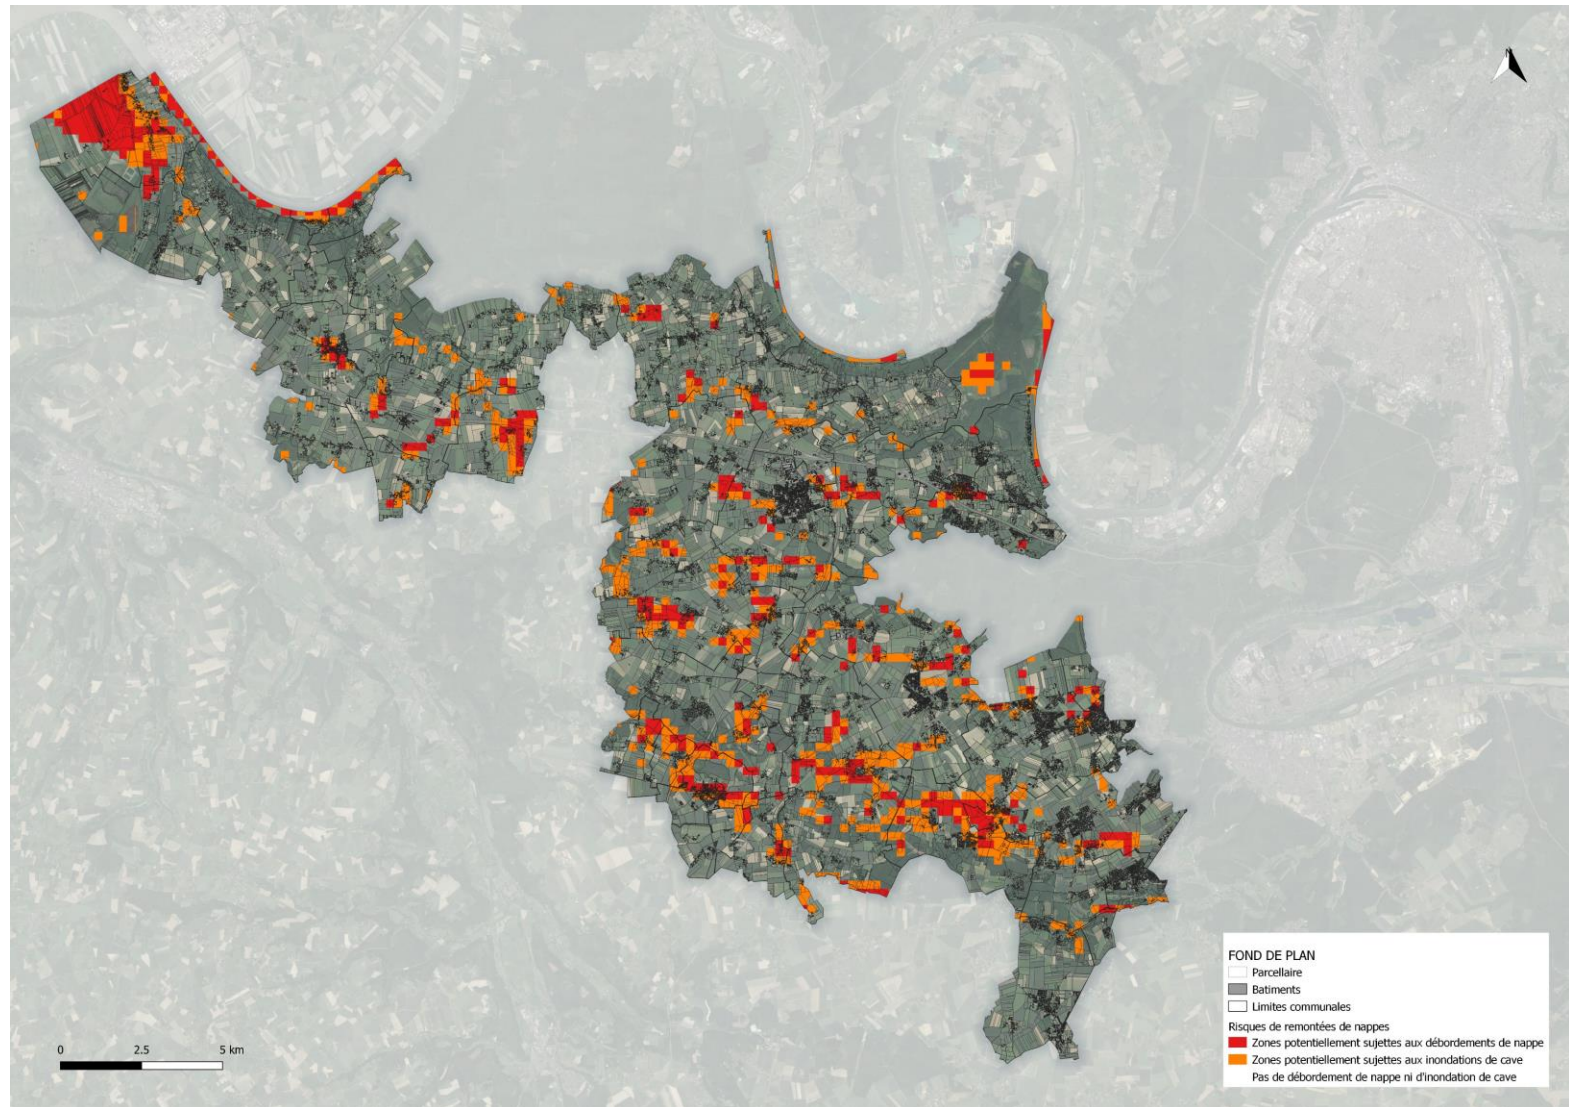 N
FOND DE PLAN
Parcellaire
Batiments
Limites communales
Risques de remontées de nappes
Zones potentiellement sujettes aux débordements de nappe
Zones potentiellement sujettes aux inondations de cave
Pas de débordement de nappe ni d'inondation de cave
0 2.5 5 km